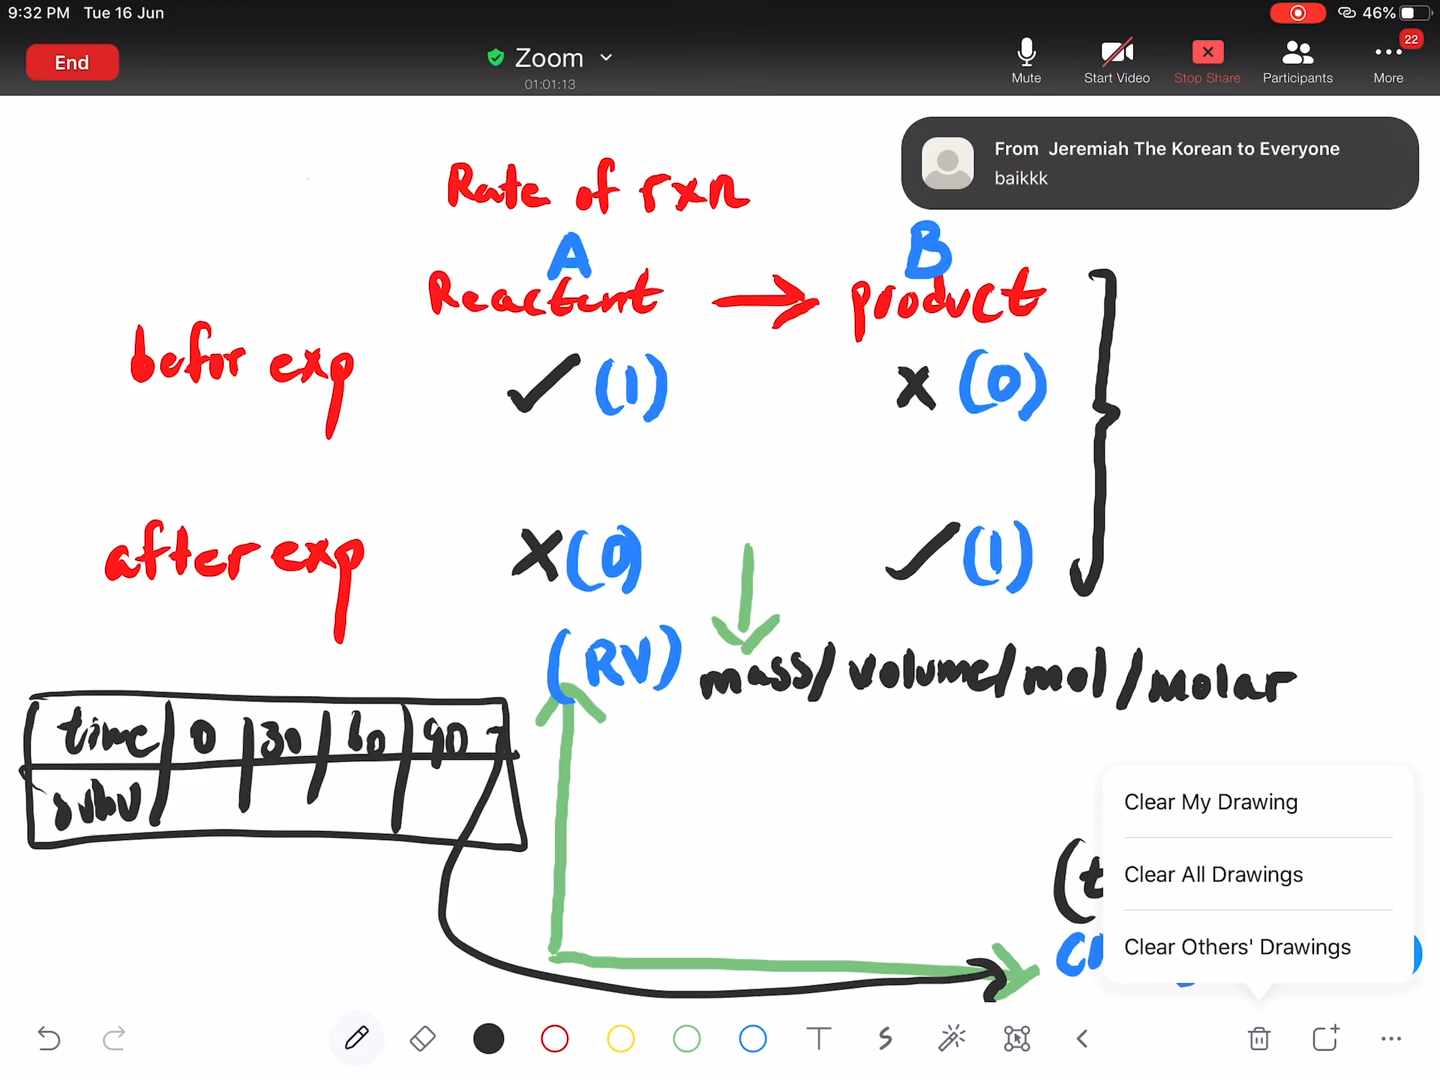 9:32 PM Tue 16 Jun 46%
End
Zoom
01:01:13
Mute
Start Video
Stop Share
Participants
22
More
From Jeremiah The Korean to Everyone
baikkk
Rate of rxn
A B
Reactant → product
befor exp ✓ (1) x (0)
after exp X (0) ✓ (1)
(RV) mass/volume/mol/molar
time 0 30 60 90
(t
Clear My Drawing
Clear All Drawings
Clear Others' Drawings
T